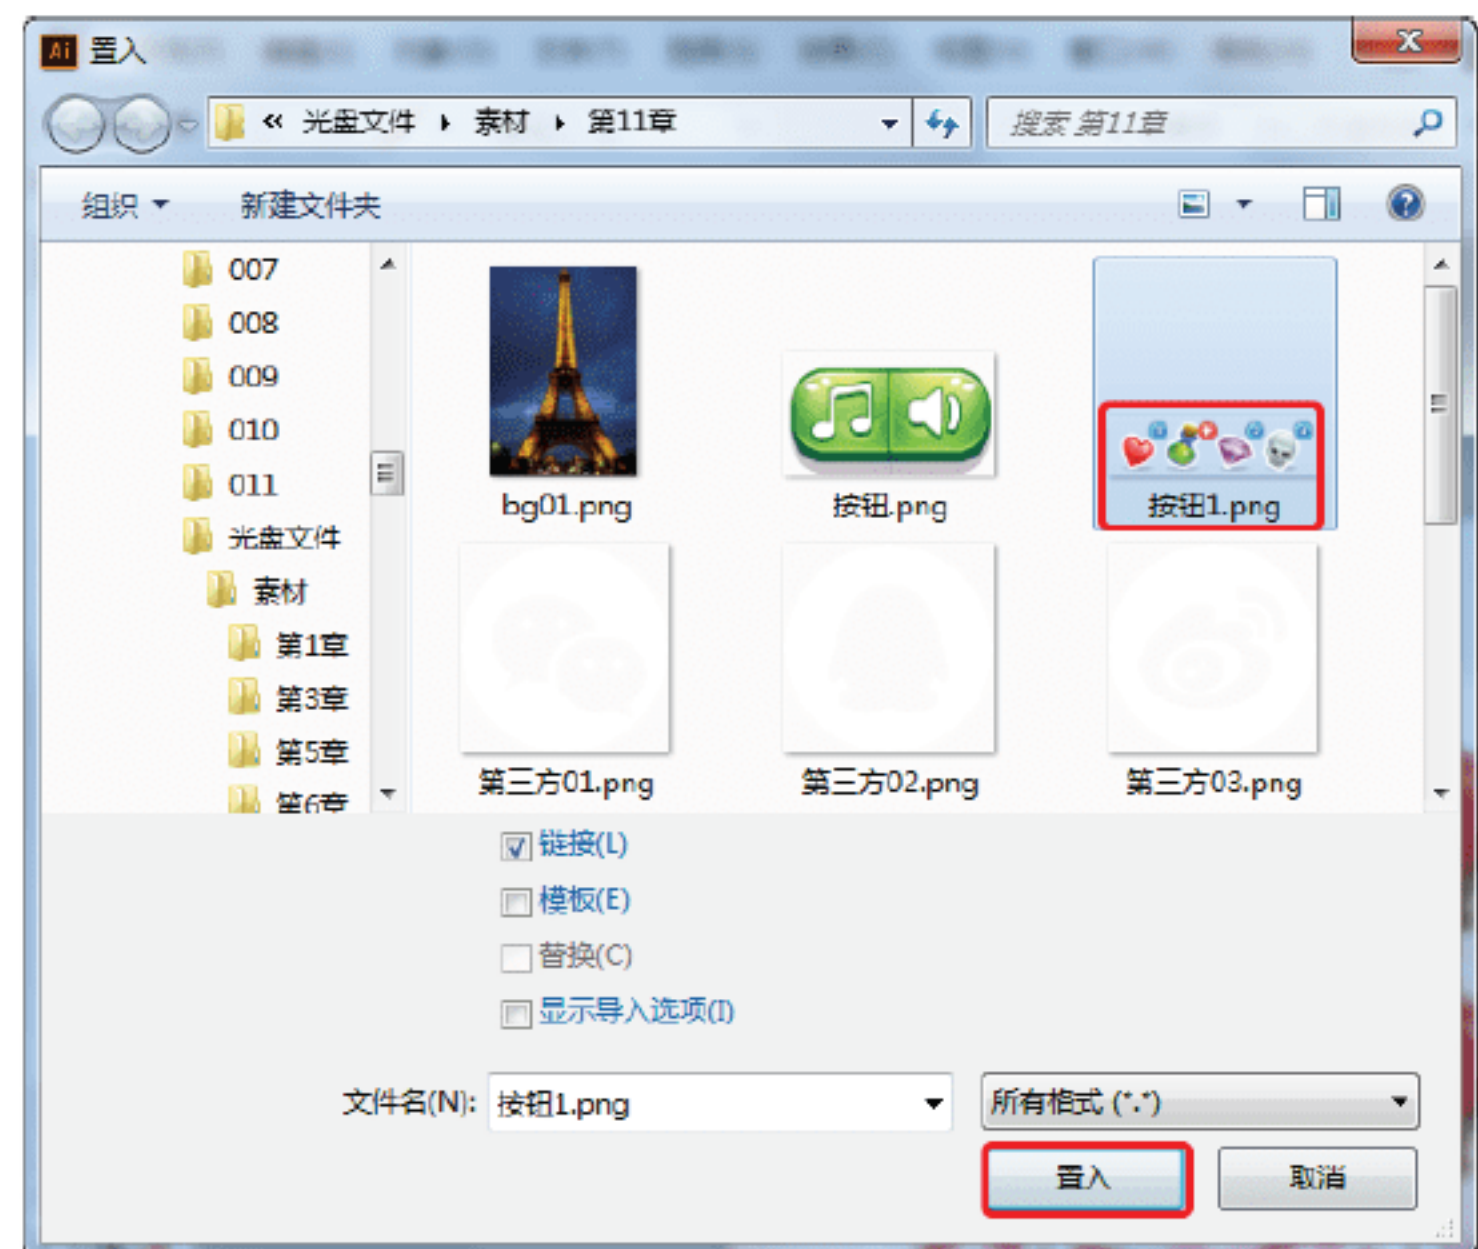 Ai 置入
« 光盘文件 素材 第11章 搜索 第11章
组织 新建文件夹
007
008
009
010
011
光盘文件
素材
第1章
第3章
第5章
第6章
bg01.png 按钮.png 按钮1.png
第三方01.png 第三方02.png 第三方03.png
链接(L)
模板(E)
替换(C)
显示导入选项(I)
文件名(N): 按钮1.png 所有格式 (*.*)
置入 取消